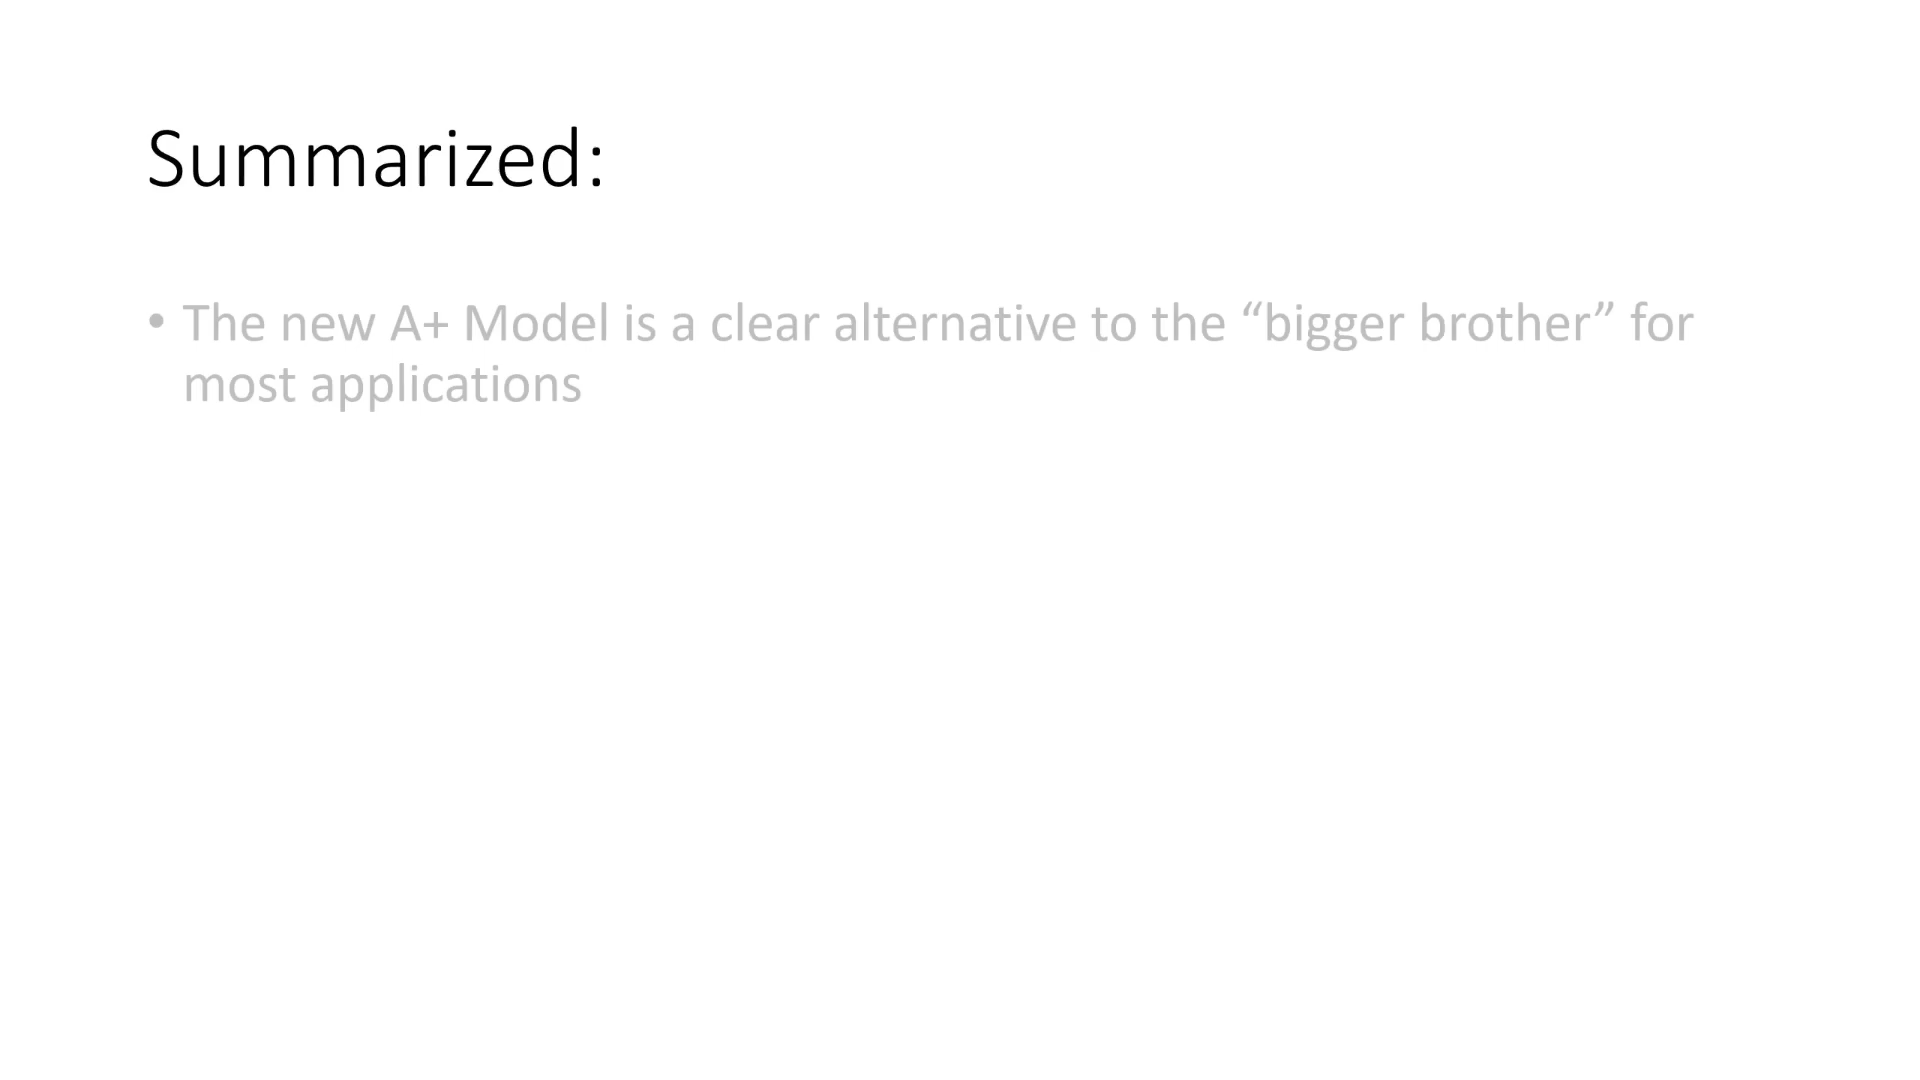 Summarized:
• The new A+ Model is a clear alternative to the “bigger brother” for
most applications